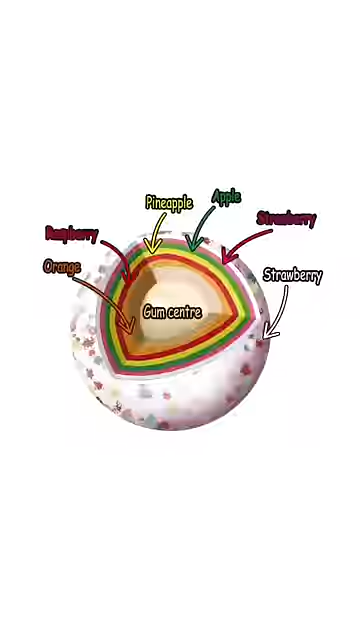 Pineapple
Apple
Raspberry
Strawberry
Orange
Strawberry
Gum centre